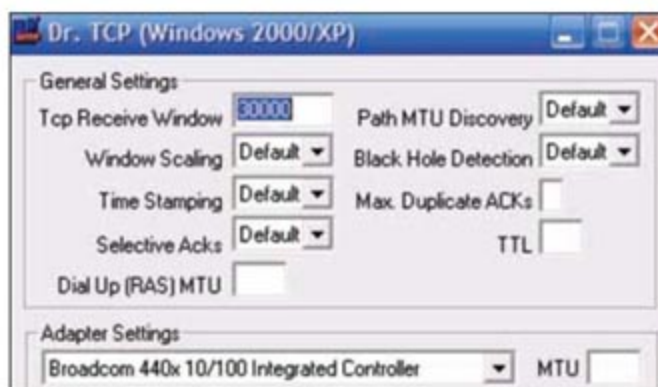 Dr. TCP (Windows 2000/XP)
General Settings
Tcp Receive Window 30000 Path MTU Discovery Default
Window Scaling Default Black Hole Detection Default
Time Stamping Default Max. Duplicate ACKs
Selective Acks Default TTL
Dial Up (RAS) MTU
Adapter Settings
Broadcom 440x 10/100 Integrated Controller MTU